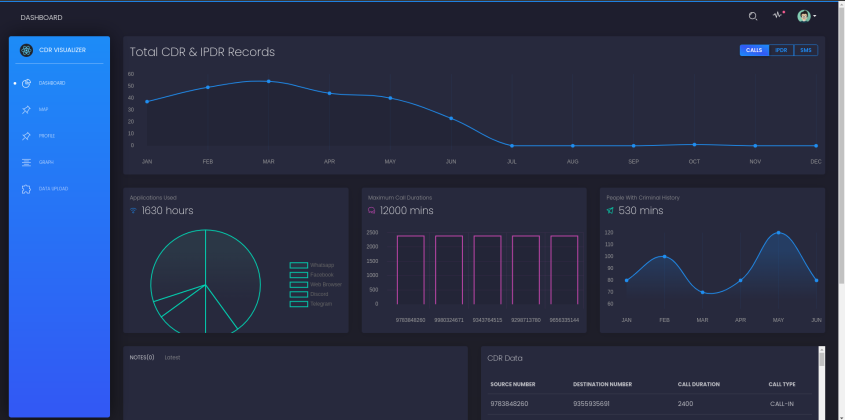 DASHBOARD
CDR VISUALIZER
DASHBOARD
MAP
PROFILE
GRAPH
DATA UPLOAD
Total CDR & IPDR Records
CALLS IPDR SMS
60
50
40
30
20
10
0
JAN FEB MAR APR MAY JUN JUL AUG SEP OCT NOV DEC
Applications Used
1630 hours
Whatsapp
Facebook
Web Browser
Discord
Telegram
Maximum Call Durations
12000 mins
2500
2000
1500
1000
500
0
9783848260 9980324671 9343764515 9298713780 9656335144
People With Criminal History
530 mins
120
110
100
90
80
70
60
JAN FEB MAR APR MAY JUN
NOTES(0) Latest
CDR Data
SOURCE NUMBER DESTINATION NUMBER CALL DURATION CALL TYPE
9783848260 9355935691 2400 CALL-IN